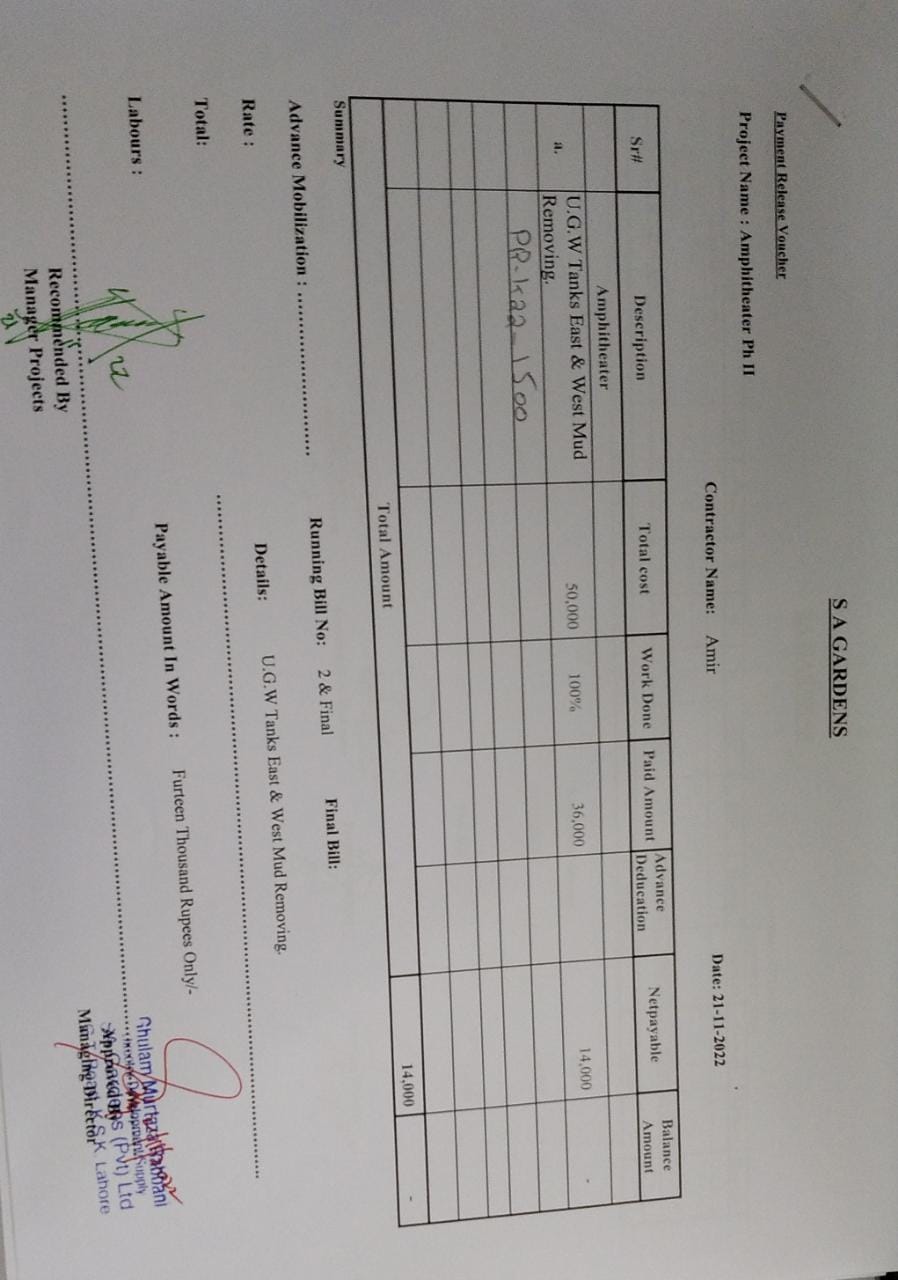 S A GARDENS
Payment Release Voucher
Project Name : Amphitheater Ph II Contractor Name: Amir Date: 21-11-2022
Sr# Description Total cost Work Done Paid Amount Advance Deducation Netpayable Balance Amount
Amphitheater
a. U.G.W Tanks East & West Mud Removing. 50,000 100% 36,000 14,000 -
PR-1K22-1500
Total Amount 14,000 -
Summary
Advance Mobilization : .................................. Running Bill No: 2 & Final Final Bill:
Rate : Details: U.G.W Tanks East & West Mud Removing.
Total:
Labours : Payable Amount In Words : Furteen Thousand Rupees Only/-
Recommended By
Manager Projects
Approved By
Managing Director
Ghulam Murtaza Rabbani
Gardens (Pvt) Ltd
G.T Road, K.S.K. Lahore